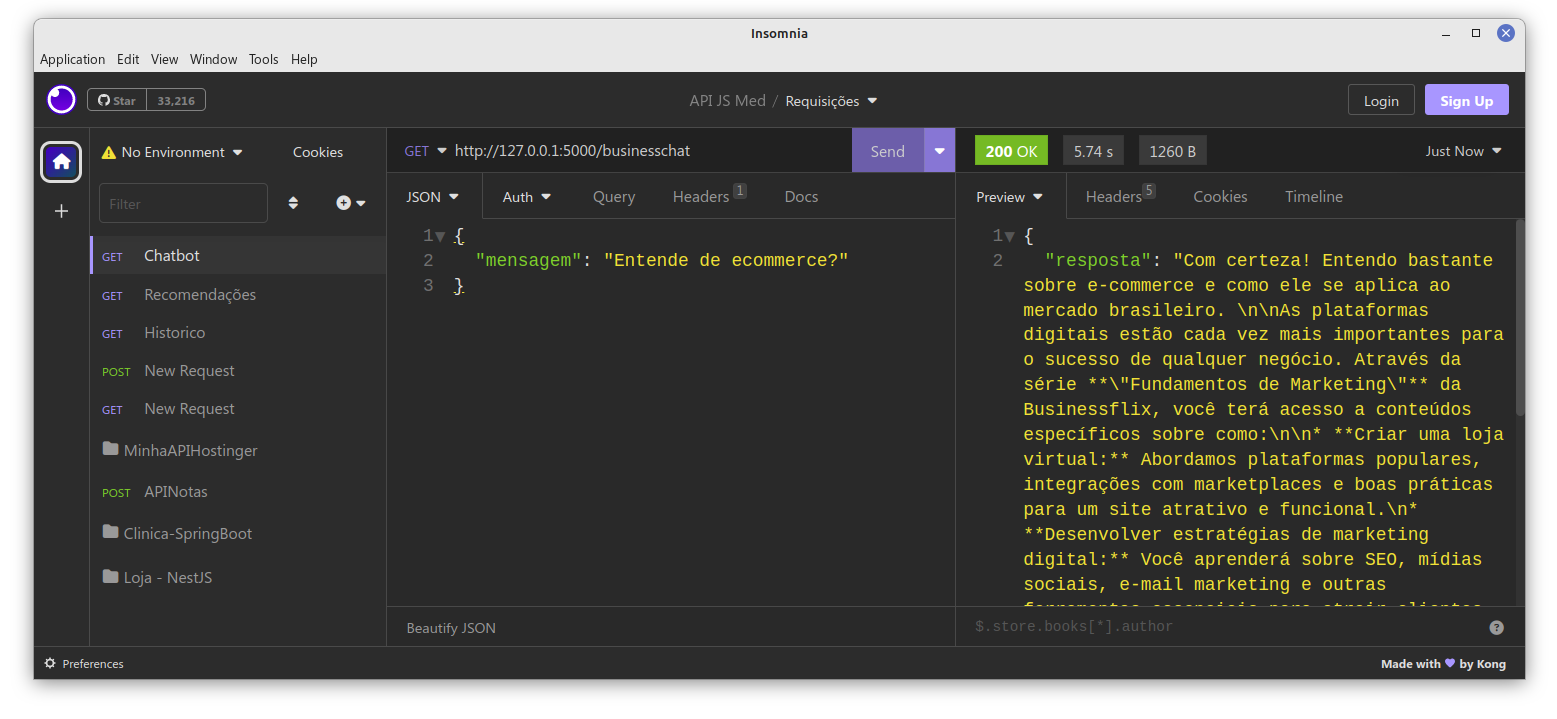 Insomnia
Application Edit View Window Tools Help
Star 33,216
API JS Med / Requisições
Login Sign Up
No Environment Cookies
GET http://127.0.0.1:5000/businesschat Send
200 OK 5.74 s 1260 B Just Now
Filter
JSON Auth Query Headers 1 Docs
Preview Headers 5 Cookies Timeline
GET Chatbot
GET Recomendações
GET Historico
POST New Request
GET New Request
MinhaAPIHostinger
POST APINotas
Clinica-SpringBoot
Loja - NestJS
1 {
2 "mensagem": "Entende de ecommerce?"
3 }
Beautify JSON
1 {
2 "resposta": "Com certeza! Entendo bastante
sobre e-commerce e como ele se aplica ao
mercado brasileiro. \n\nAs plataformas
digitais estão cada vez mais importantes para
o sucesso de qualquer negócio. Através da
série **\"Fundamentos de Marketing\"** da
Businessflix, você terá acesso a conteúdos
específicos sobre como:\n\n* **Criar uma loja
virtual:** Abordamos plataformas populares,
integrações com marketplaces e boas práticas
para um site atrativo e funcional.\n*
**Desenvolver estratégias de marketing
digital:** Você aprenderá sobre SEO, mídias
sociais, e-mail marketing e outras
$.store.books[*].author
Preferences
Made with by Kong